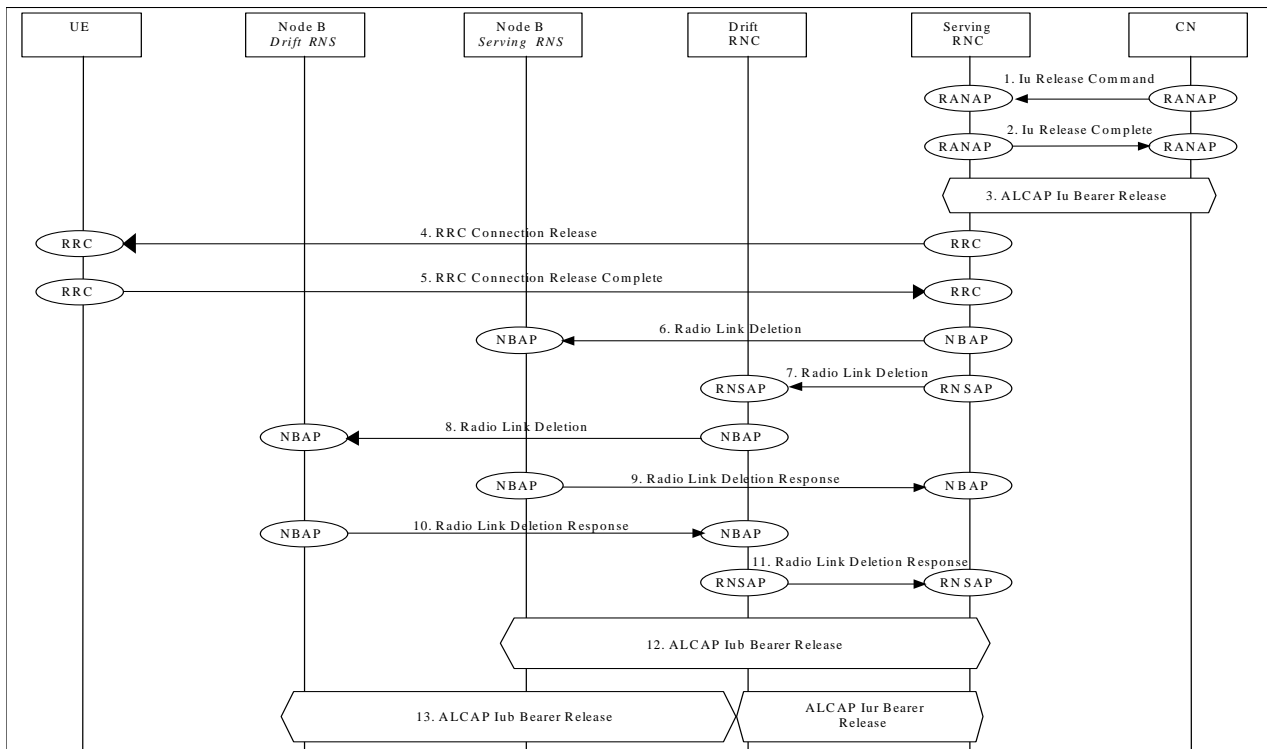 UE
Node B
Drift RNS
Node B
Serving RNS
Drift
RNC
Serving
RNC
CN
1. Iu Release Command
RANAP
RANAP
2. Iu Release Complete
RANAP
RANAP
3. ALCAP Iu Bearer Release
4. RRC Connection Release
RRC
RRC
5. RRC Connection Release Complete
RRC
RRC
6. Radio Link Deletion
NBAP
NBAP
7. Radio Link Deletion
RNSAP
RNSAP
8. Radio Link Deletion
NBAP
NBAP
9. Radio Link Deletion Response
NBAP
NBAP
10. Radio Link Deletion Response
NBAP
NBAP
11. Radio Link Deletion Response
RNSAP
RNSAP
12. ALCAP Iub Bearer Release
13. ALCAP Iub Bearer Release
ALCAP Iur Bearer
Release